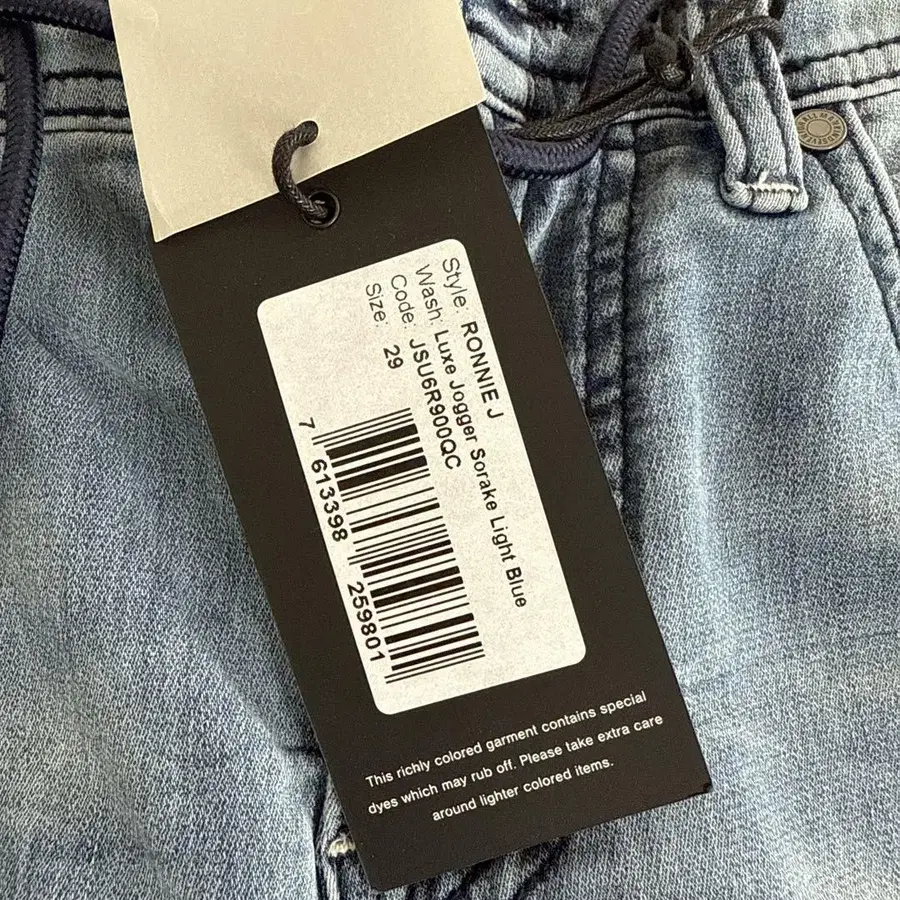 Style: RONNIE J
Wash: Luxe Jogger Sorake Light Blue
Code: JSU6R900QC
Size: 29
7 613398 259801
This richly colored garment contains special
dyes which may rub off. Please take extra care
around lighter colored items.